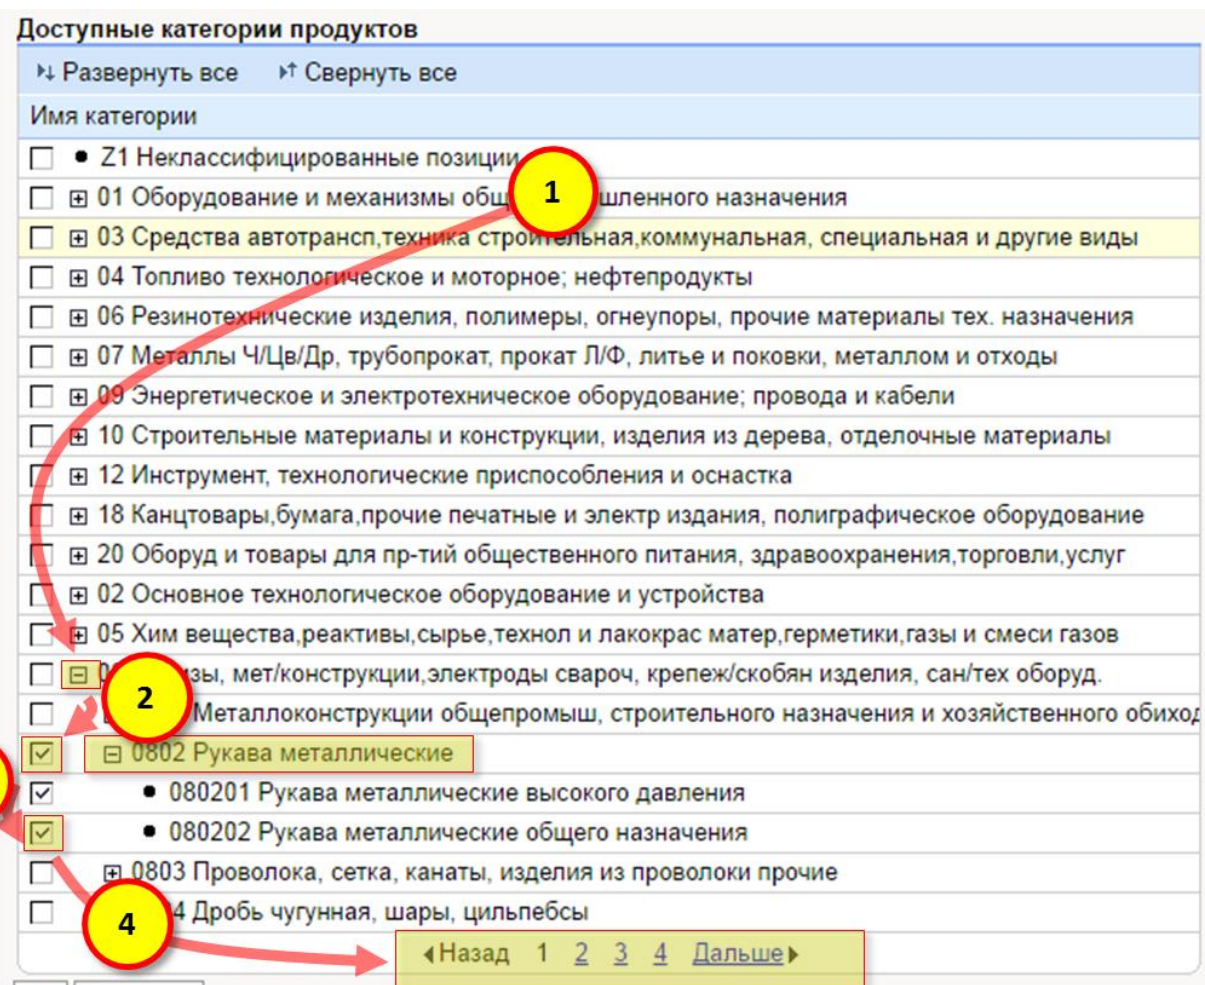 Доступные категории продуктов
Развернуть все Свернуть все
Имя категории
Z1 Неклассифицированные позиции
1
01 Оборудование и механизмы общ шленного назначения
03 Средства автотрансп,техника строительная,коммунальная, специальная и другие виды
04 Топливо технологическое и моторное; нефтепродукты
06 Резинотехнические изделия, полимеры, огнеупоры, прочие материалы тех. назначения
07 Металлы Ч/Цв/Др, трубопрокат, прокат Л/Ф, литье и поковки, металлом и отходы
09 Энергетическое и электротехническое оборудование; провода и кабели
10 Строительные материалы и конструкции, изделия из дерева, отделочные материалы
12 Инструмент, технологические приспособления и оснастка
18 Канцтовары,бумага,прочие печатные и электр издания, полиграфическое оборудование
20 Оборуд и товары для пр-тий общественного питания, здравоохранения,торговли,услуг
02 Основное технологическое оборудование и устройства
05 Хим вещества,реактивы,сырье,технол и лакокрас матер,герметики,газы и смеси газов
зы, мет/конструкции,электроды свароч, крепеж/скобян изделия, сан/тех оборуд.
2
Металлоконструкции общепромыш, строительного назначения и хозяйственного обиход
0802 Рукава металлические
080201 Рукава металлические высокого давления
080202 Рукава металлические общего назначения
0803 Проволока, сетка, канаты, изделия из проволоки прочие
4
4 Дробь чугунная, шары, цильпебсы
Назад 1 2 3 4 Дальше